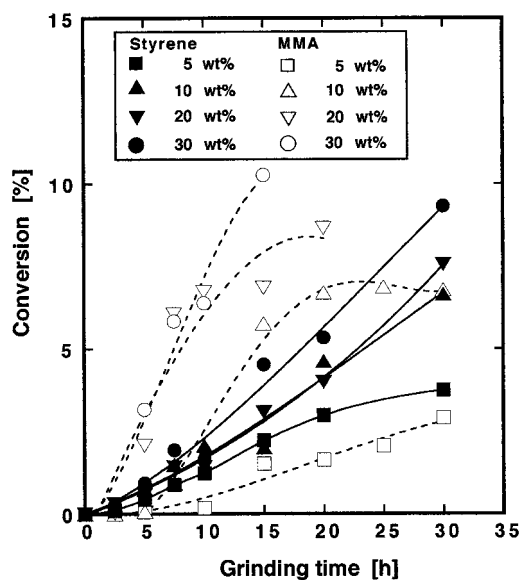 15
Styrene MMA
5 wt% 5 wt%
10 wt% 10 wt%
20 wt% 20 wt%
30 wt% 30 wt%
10
5
0
Conversion [%]
0 5 10 15 20 25 30 35
Grinding time [h]